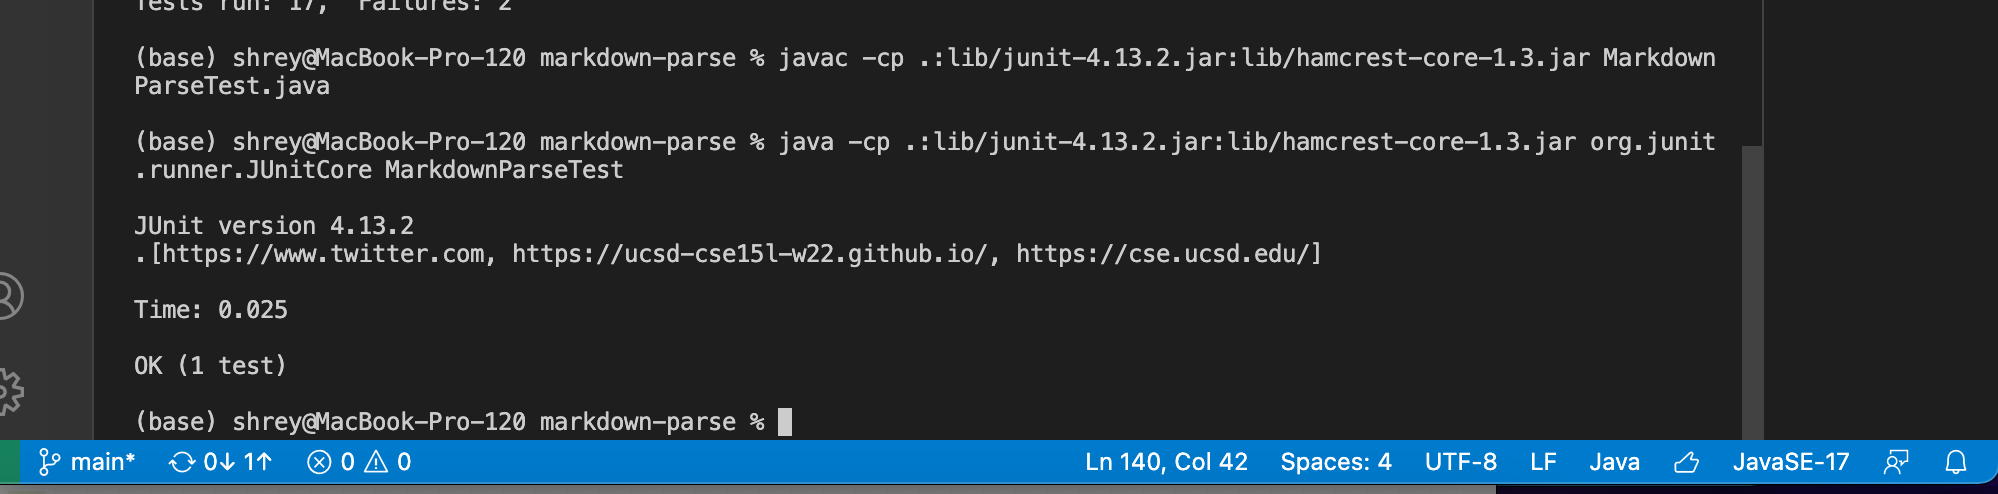 Tests run: 17,  Failures: 2
(base) shrey@MacBook-Pro-120 markdown-parse % javac -cp .:lib/junit-4.13.2.jar:lib/hamcrest-core-1.3.jar Markdown
ParseTest.java
(base) shrey@MacBook-Pro-120 markdown-parse % java -cp .:lib/junit-4.13.2.jar:lib/hamcrest-core-1.3.jar org.junit
.runner.JUnitCore MarkdownParseTest
JUnit version 4.13.2
.[https://www.twitter.com, https://ucsd-cse15l-w22.github.io/, https://cse.ucsd.edu/]
Time: 0.025
OK (1 test)
(base) shrey@MacBook-Pro-120 markdown-parse %
main* 0↓ 1↑ 0 0 Ln 140, Col 42 Spaces: 4 UTF-8 LF Java JavaSE-17